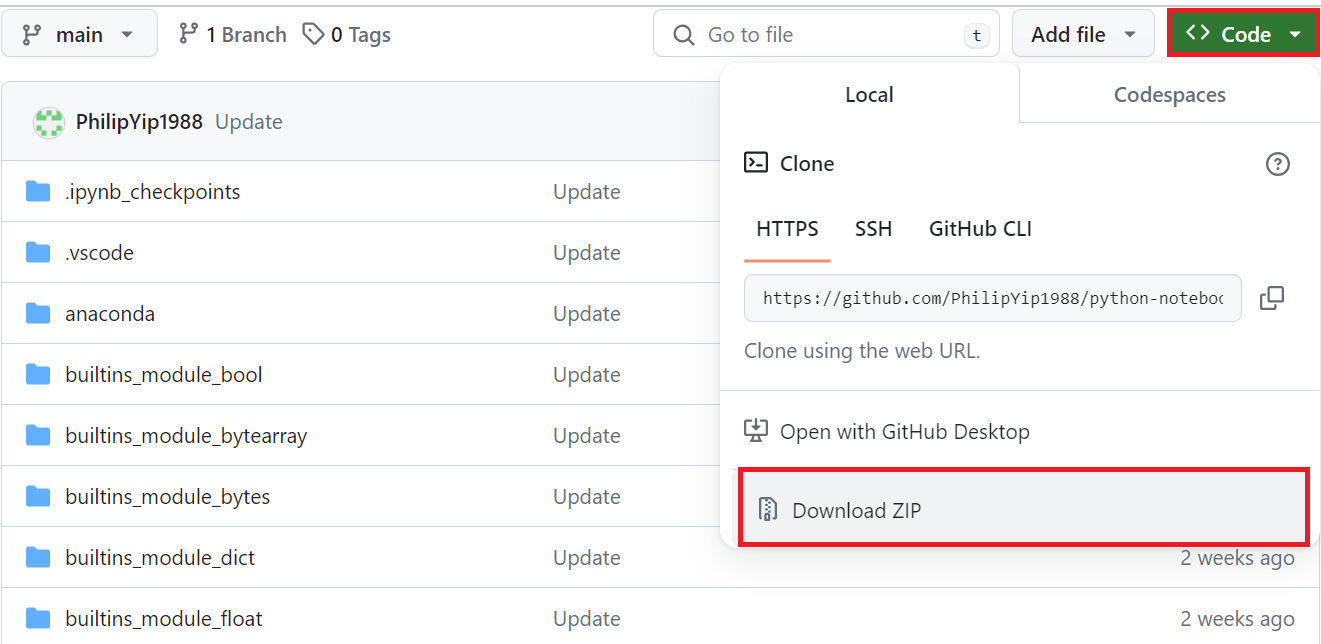 main 1 Branch 0 Tags Go to file t Add file Code
Local Codespaces
PhilipYip1988 Update
Clone
.ipynb_checkpoints Update
HTTPS SSH GitHub CLI
.vscode Update
https://github.com/PhilipYip1988/python-noteboo
anaconda Update
Clone using the web URL.
builtins_module_bool Update
Open with GitHub Desktop
builtins_module_bytearray Update
builtins_module_bytes Update
Download ZIP
builtins_module_dict Update 2 weeks ago
builtins_module_float Update 2 weeks ago